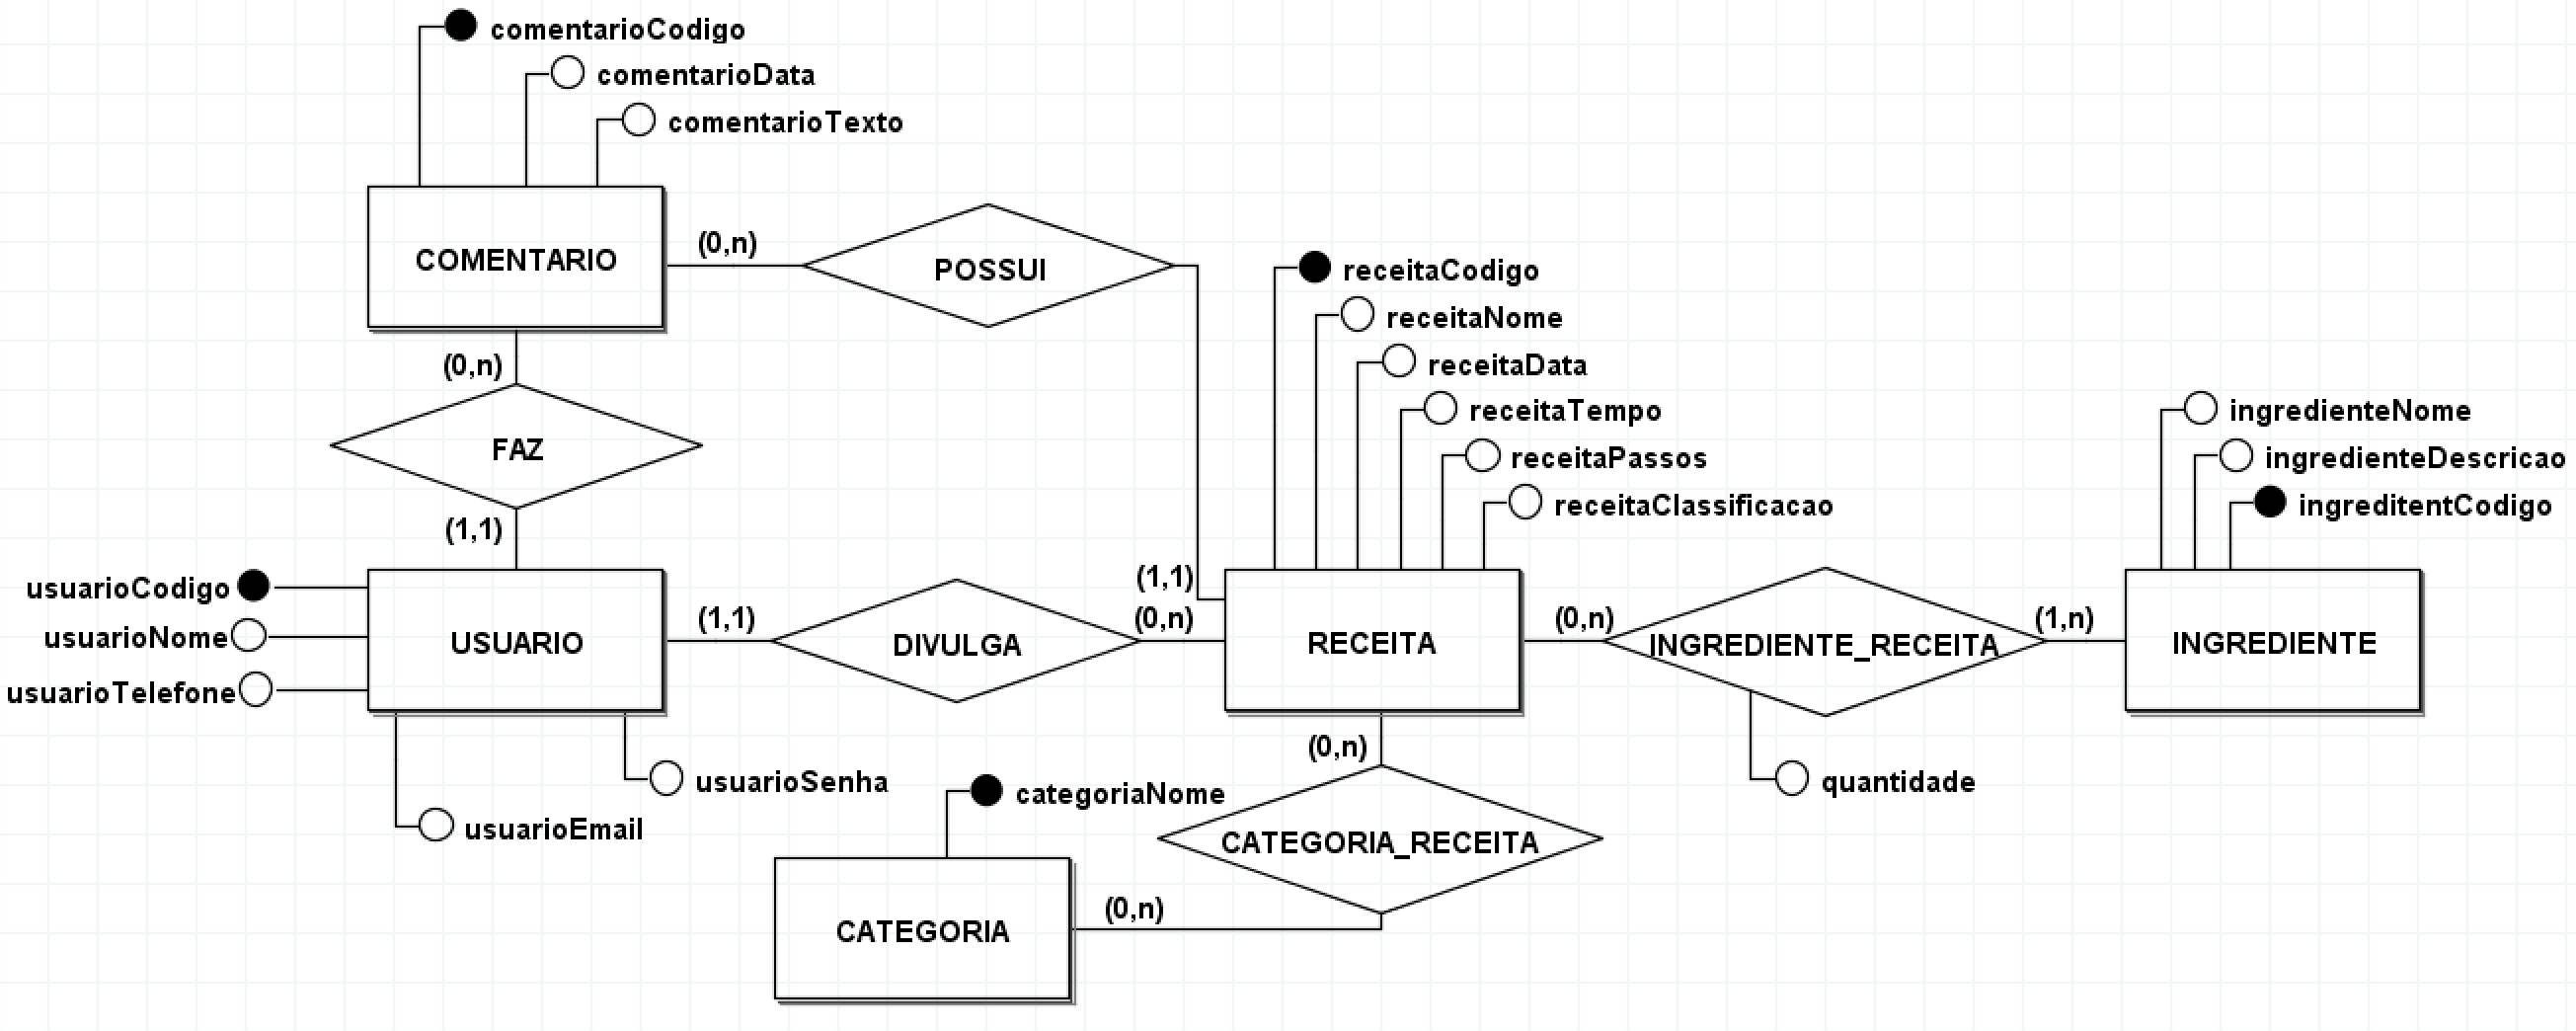 comentarioCodigo
comentarioData
comentarioTexto
COMENTARIO
(0,n)
POSSUI
receitaCodigo
receitaNome
receitaData
receitaTempo
receitaPassos
receitaClassificacao
ingredienteNome
ingredienteDescricao
ingreditentCodigo
(0,n)
FAZ
(1,1)
(1,1)
usuarioCodigo
usuarioNome
usuarioTelefone
USUARIO
(1,1)
DIVULGA
(0,n)
RECEITA
(0,n)
INGREDIENTE_RECEITA
(1,n)
INGREDIENTE
(0,n)
usuarioSenha
usuarioEmail
categoriaNome
quantidade
CATEGORIA_RECEITA
(0,n)
CATEGORIA